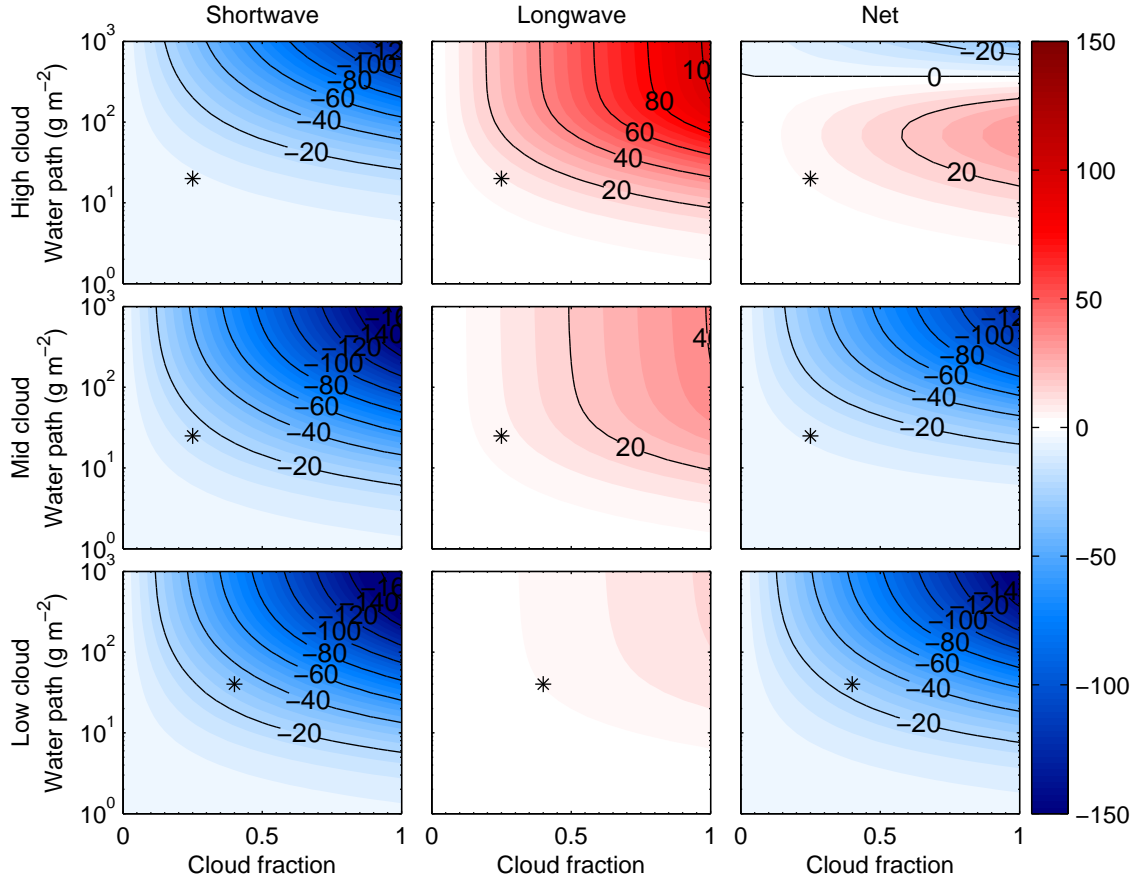 Shortwave Longwave Net
10³ −20 −40 −60 −80 −100
10² 20 40 60 80
10¹ 0 20 −20
10⁰
High cloud
Water path (g m⁻²)
10³ −20 −40 −60 −80 −100 −120 −140
10² 20
10¹ −20 −40 −60 −80 −100
10⁰
Mid cloud
Water path (g m⁻²)
10³ −20 −40 −60 −80 −100 −120 −140
10² −20 −40 −60 −80 −100 −120
10¹
10⁰
Low cloud
Water path (g m⁻²)
0 0.5 1 0 0.5 1 0 0.5 1
Cloud fraction Cloud fraction Cloud fraction
150
100
50
0
−50
−100
−150